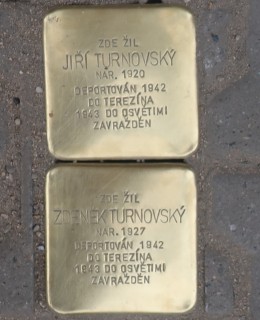 ZDE ŽIL
JIŘÍ TURNOVSKÝ
NAR. 1920
DEPORTOVÁN 1942
DO TEREZÍNA
1943 DO OSVĚTIMI
ZAVRAŽDĚN
ZDE ŽIL
ZDENEK TURNOVSKÝ
NAR. 1927
DEPORTOVÁN 1942
DO TEREZÍNA
1943 DO OSVĚTIMI
ZAVRAŽDĚN